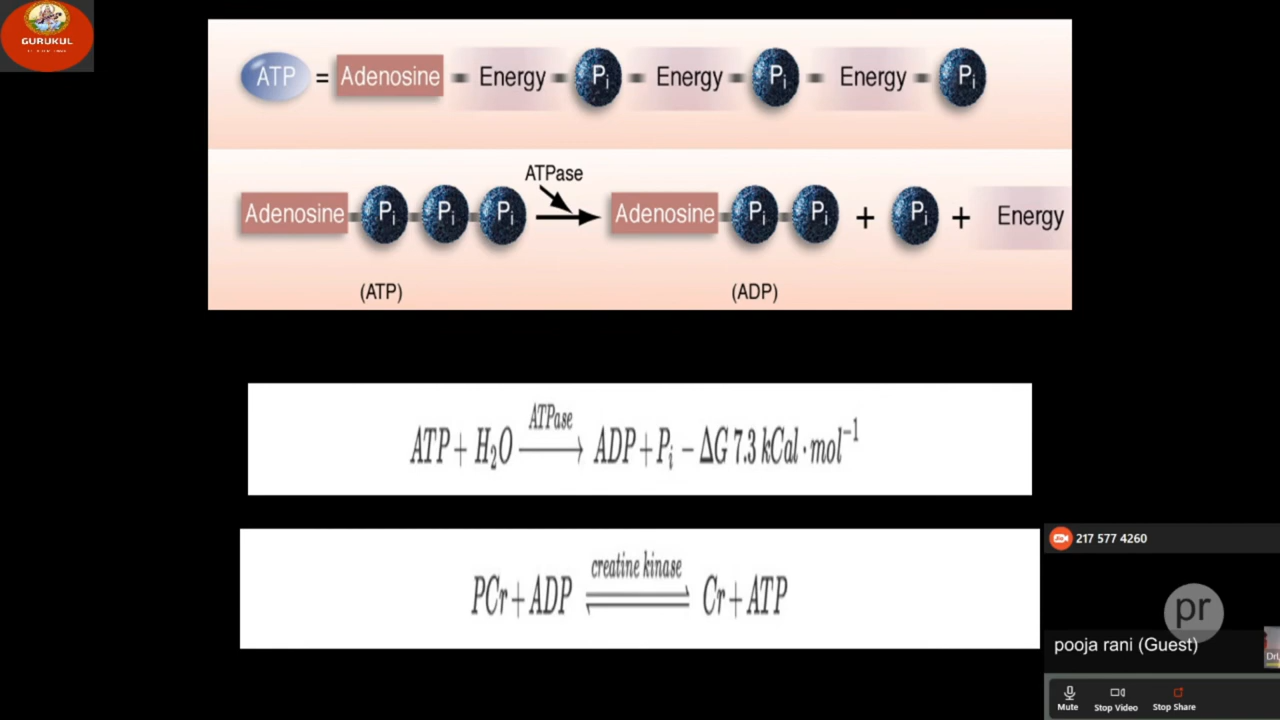 GURUKUL
ATP = Adenosine Energy Pi Energy Pi Energy Pi
ATPase
Adenosine Pi Pi Pi Adenosine Pi Pi + Pi + Energy
(ATP) (ADP)
ATPase
ATP + H₂O ⟶ ADP + Pi − ΔG 7.3 kCal · mol⁻¹
creatine kinase
PCr + ADP ⇌ Cr + ATP
217 577 4260
pr
pooja rani (Guest)
Mute Stop Video Stop Share